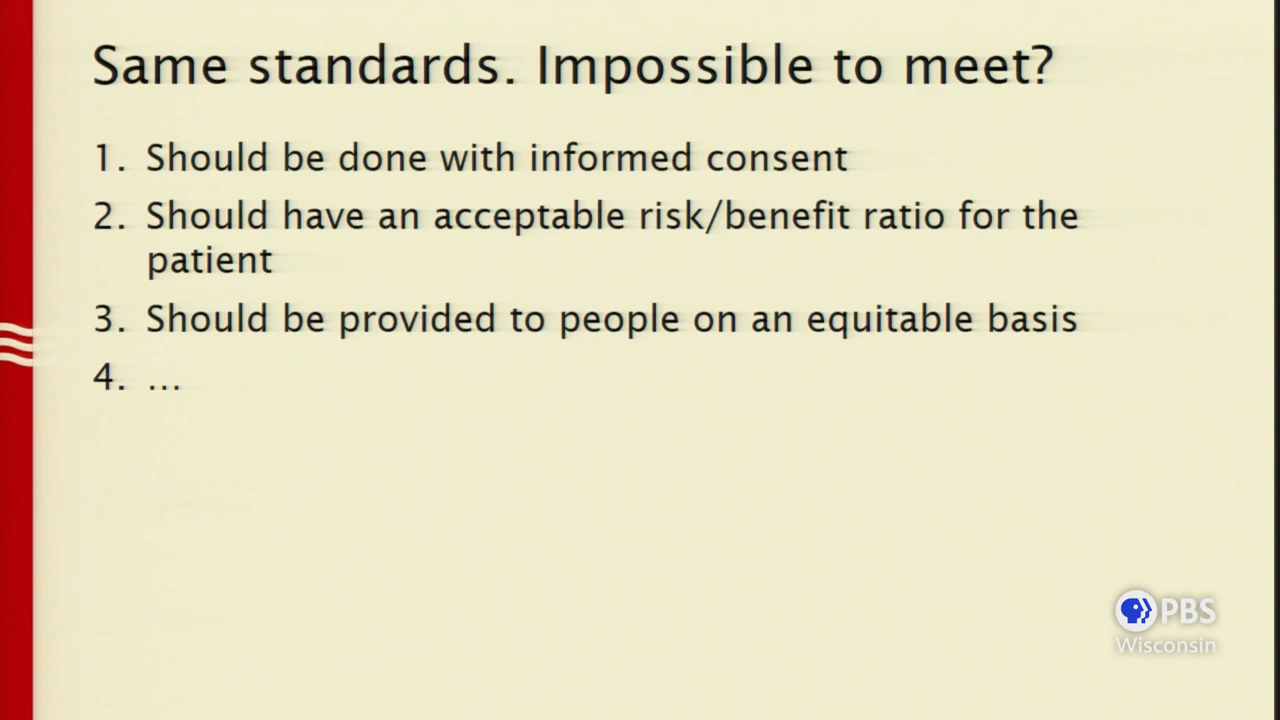 Same standards. Impossible to meet?
1. Should be done with informed consent
2. Should have an acceptable risk/benefit ratio for the
patient
3. Should be provided to people on an equitable basis
4. ...
PBS
Wisconsin